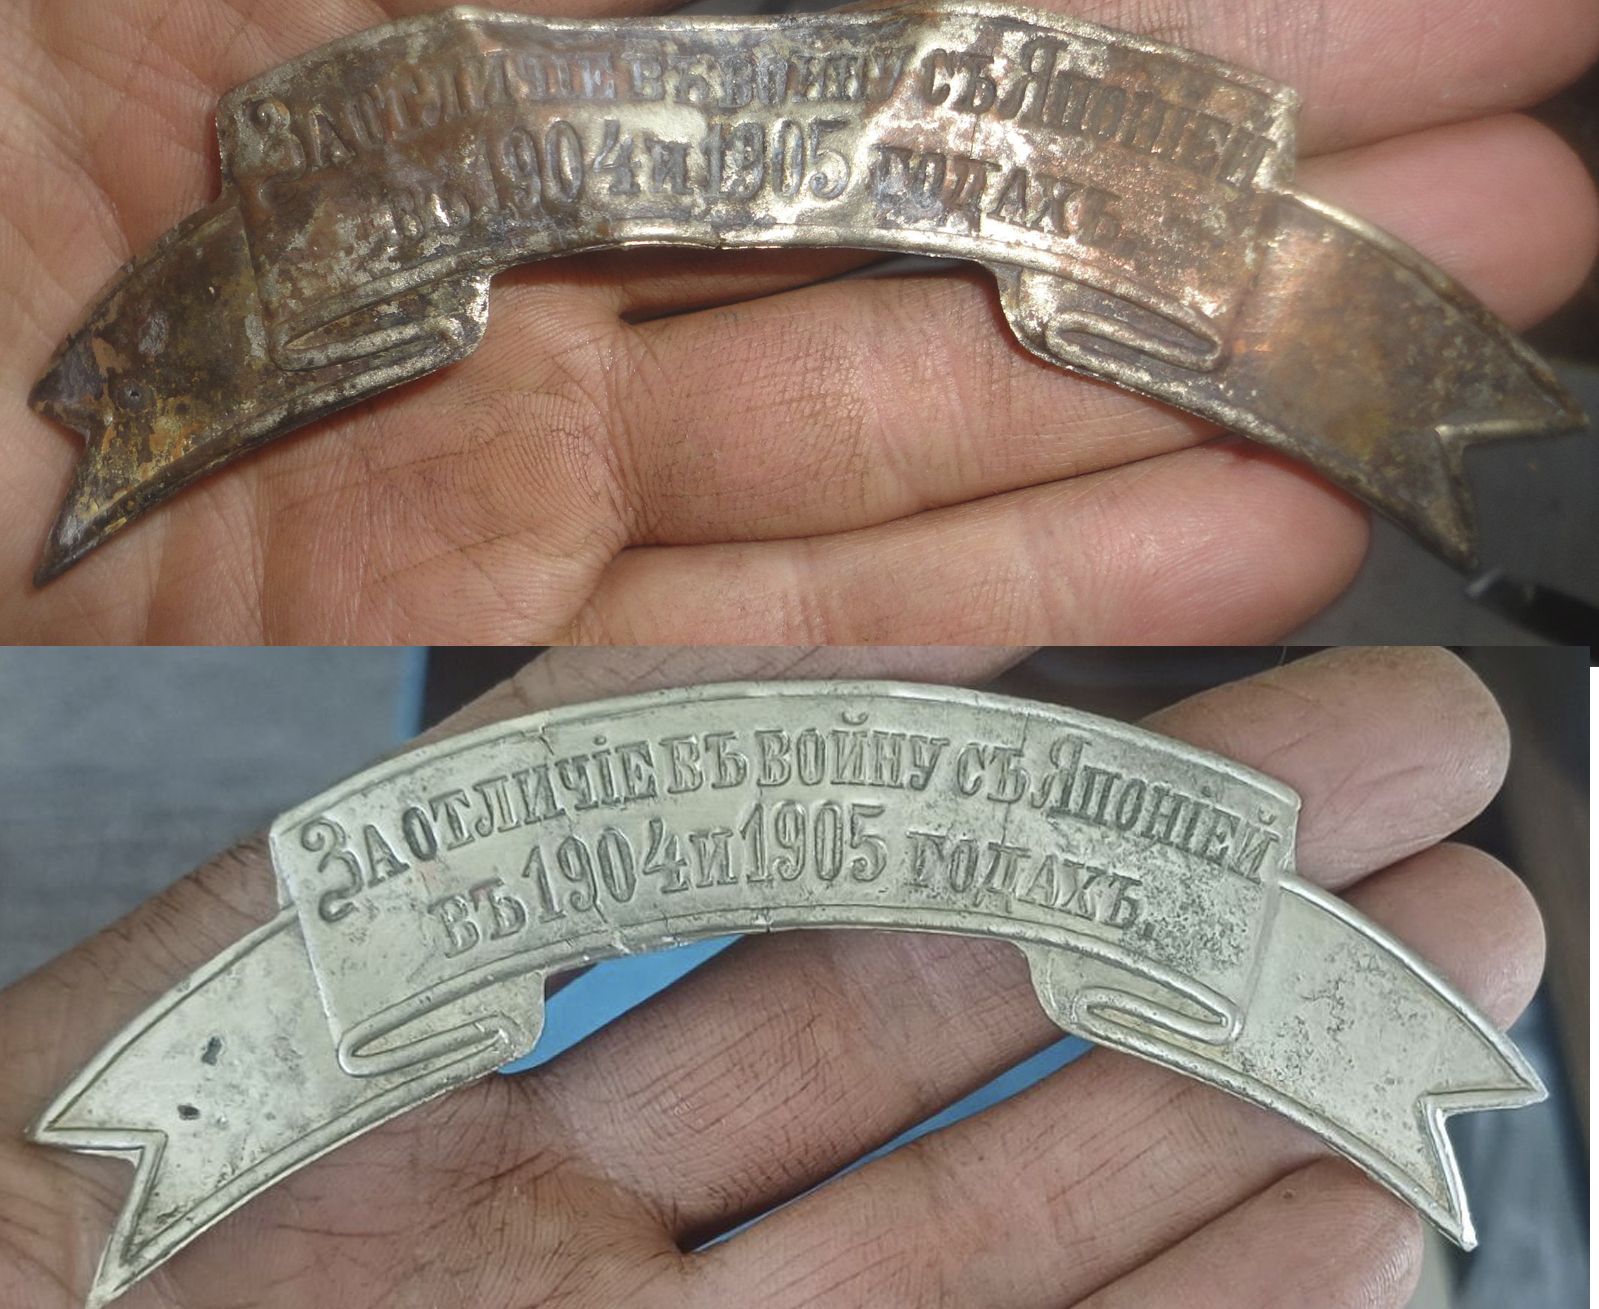 За отличіе въ войну съ Японіей
въ 1904 и 1905 годахъ.
За отличіе въ войну съ Японіей
въ 1904 и 1905 годахъ.